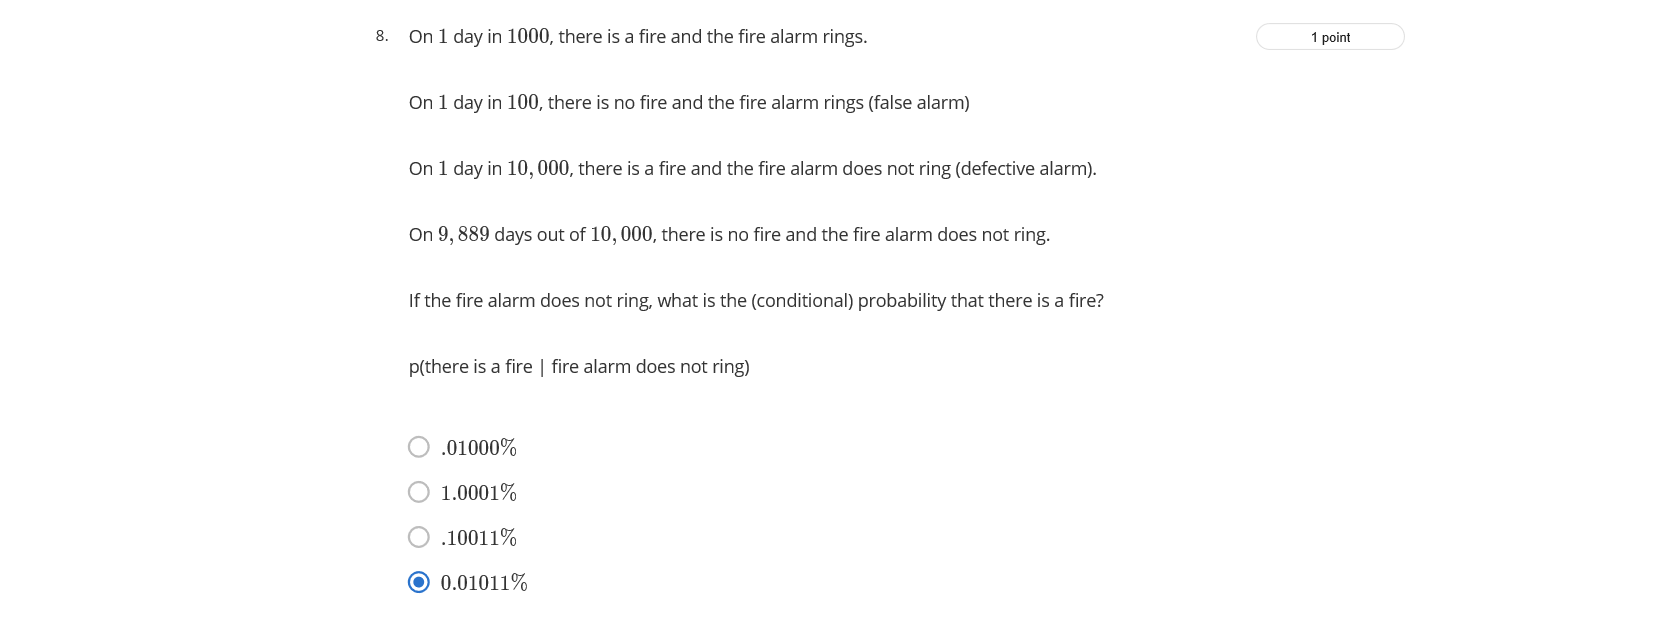 8. On 1 day in 1000, there is a fire and the fire alarm rings.
1 point
On 1 day in 100, there is no fire and the fire alarm rings (false alarm)
On 1 day in 10, 000, there is a fire and the fire alarm does not ring (defective alarm).
On 9, 889 days out of 10, 000, there is no fire and the fire alarm does not ring.
If the fire alarm does not ring, what is the (conditional) probability that there is a fire?
p(there is a fire | fire alarm does not ring)
.01000%
1.0001%
.10011%
0.01011%